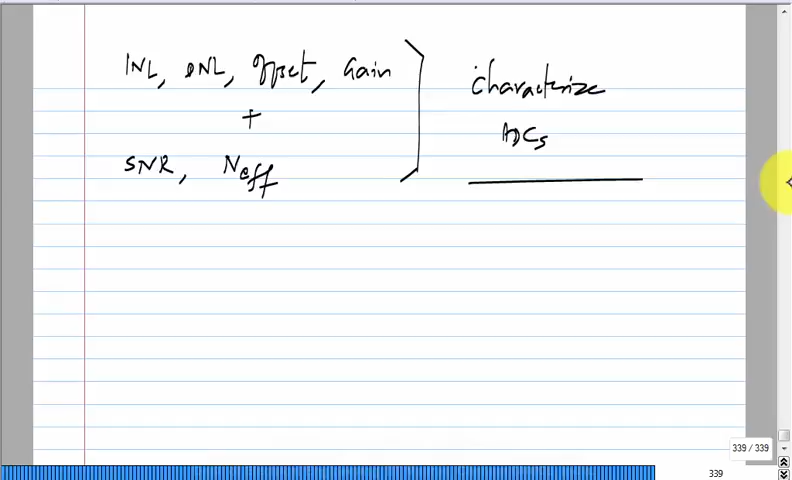 INL, DNL, offset, Gain
+
SNR, Neff
characterize
ADCs
339 / 339
339